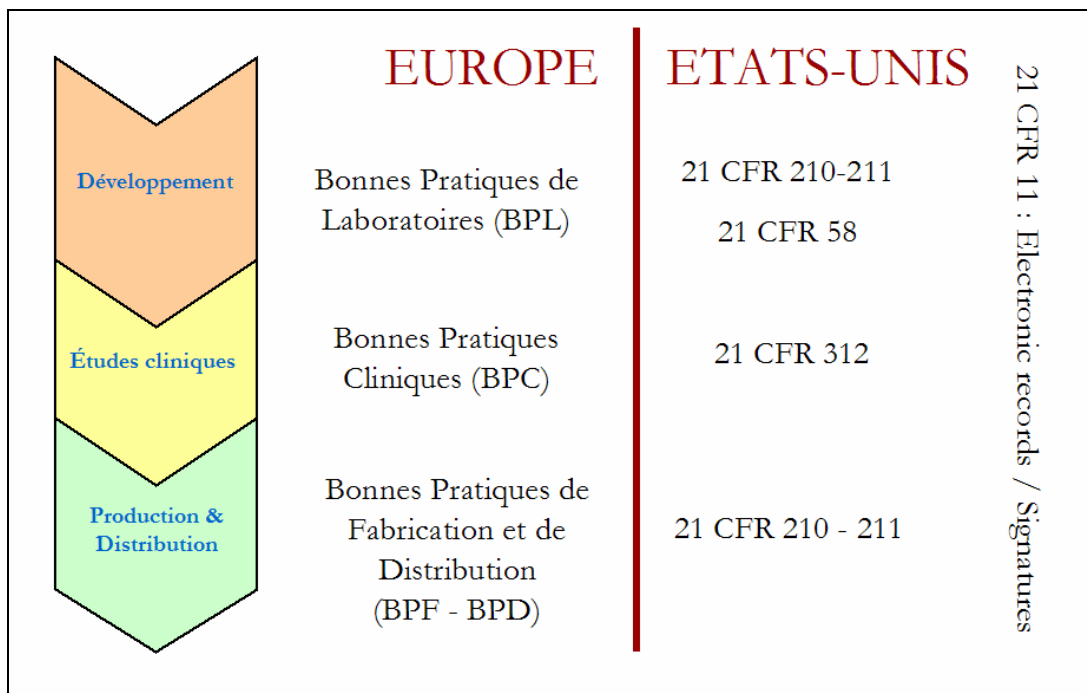 EUROPE
ETATS-UNIS
Développement
Bonnes Pratiques de
Laboratoires (BPL)
21 CFR 210-211
21 CFR 58
Études cliniques
Bonnes Pratiques
Cliniques (BPC)
21 CFR 312
Production &
Distribution
Bonnes Pratiques de
Fabrication et de
Distribution
(BPF - BPD)
21 CFR 210 - 211
21 CFR 11 : Electronic records / Signatures